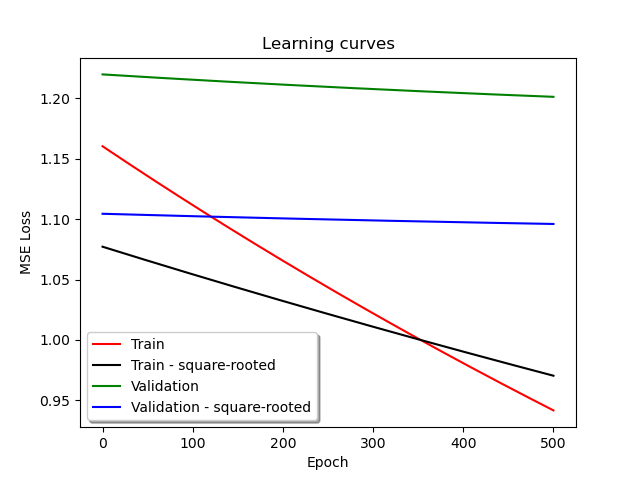 Learning curves
MSE Loss
1.20
1.15
1.10
1.05
1.00
0.95
Train
Train - square-rooted
Validation
Validation - square-rooted
0 100 200 300 400 500
Epoch